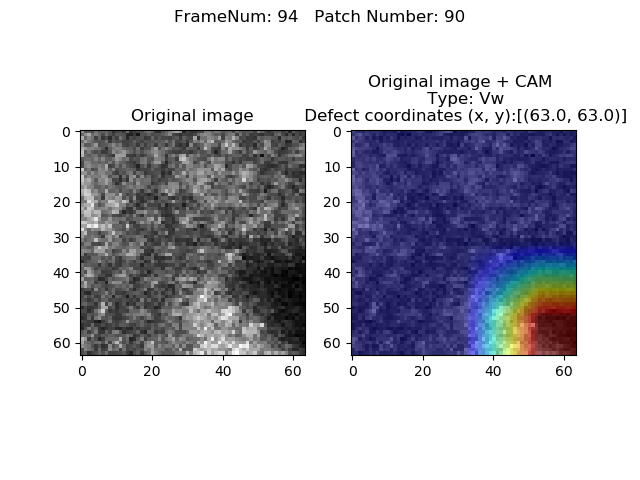 FrameNum: 94   Patch Number: 90
Original image
0
10
20
30
40
50
60
0 20 40 60
Original image + CAM
Type: Vw
Defect coordinates (x, y):[(63.0, 63.0)]
0
10
20
30
40
50
60
0 20 40 60